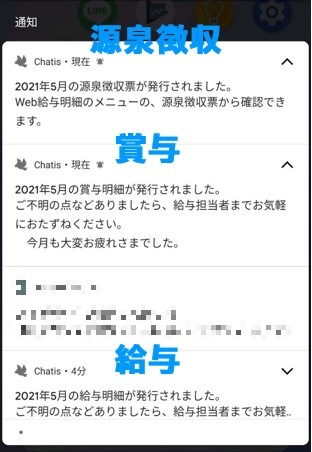 LINE
通知
源泉徴収
Chatis・現在
2021年5月の源泉徴収票が発行されました。
Web給与明細のメニューの、源泉徴収票から確認でき
ます。
賞与
Chatis・現在
2021年5月の賞与明細が発行されました。
ご不明の点などありましたら、給与担当者までお気軽
におたずねください。
今月も大変お疲れさまでした。
給与
Chatis・4分
2021年5月の給与明細が発行されました。
ご不明の点などありましたら、給与担当者までお気軽..